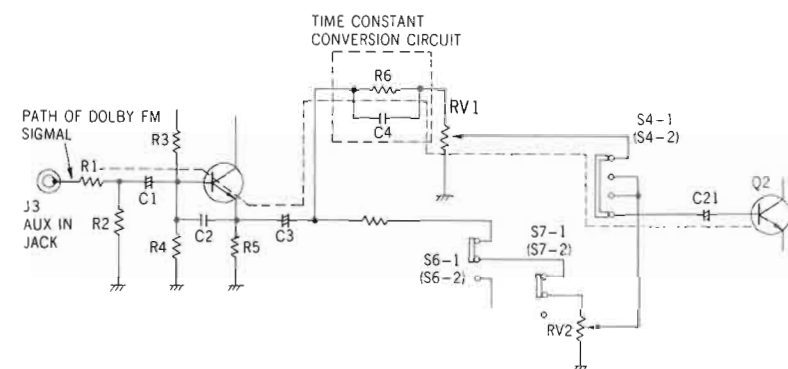 TIME CONSTANT
CONVERSION CIRCUIT
R6
C4
RV1
S4-1
(S4-2)
PATH OF DOLBY FM
SIGMAL
R1
R3
C1
J3
AUX IN
JACK
R2
R4
C2
R5
C3
S6-1
(S6-2)
S7-1
(S7-2)
RV2
C21
Q2